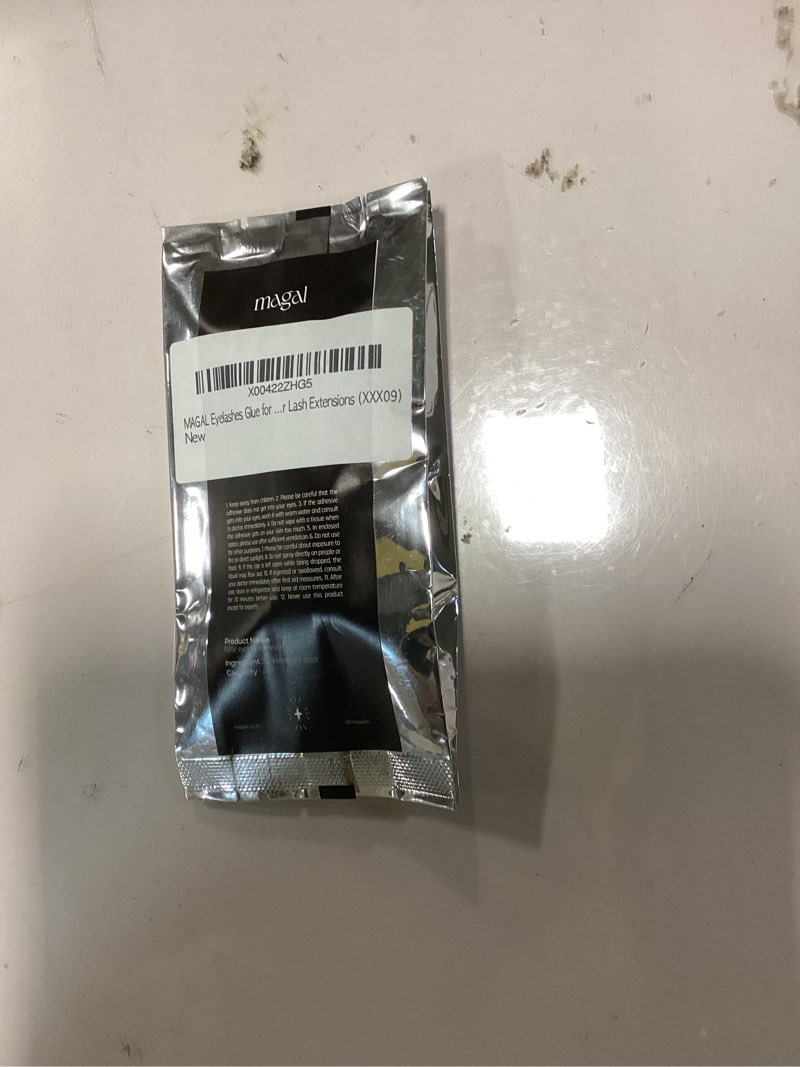 magal
X00422ZHG5
MAGAL Eyelashes Glue for ...r Lash Extensions (XXX09)
New
1. Keep away from children. 2. Please be careful that the
adhesive does not get into your eyes. 3. If the adhesive
gets into your eyes, wash it with warm water and consult
to doctor immediately. 4. Do not wipe with a tissue when
the adhesive gets on your skin too much. 5. In enclosed
space, please use after sufficient ventilation. 6. Do not use
for other purposes. 7. Please be careful about exposure to
fire or direct sunlight. 8. Do not spray directly on people or
food. 9. If the cap is left open while being dropped, the
liquid may flow out. 10. If ingested or swallowed, consult
your doctor immediately after first aid measures. 11. After
use, store in refrigerator and keep at room temperature
for 10 minutes before use. 12. Never use this product
except for experts.
Product Name
Ingredient
Capacity